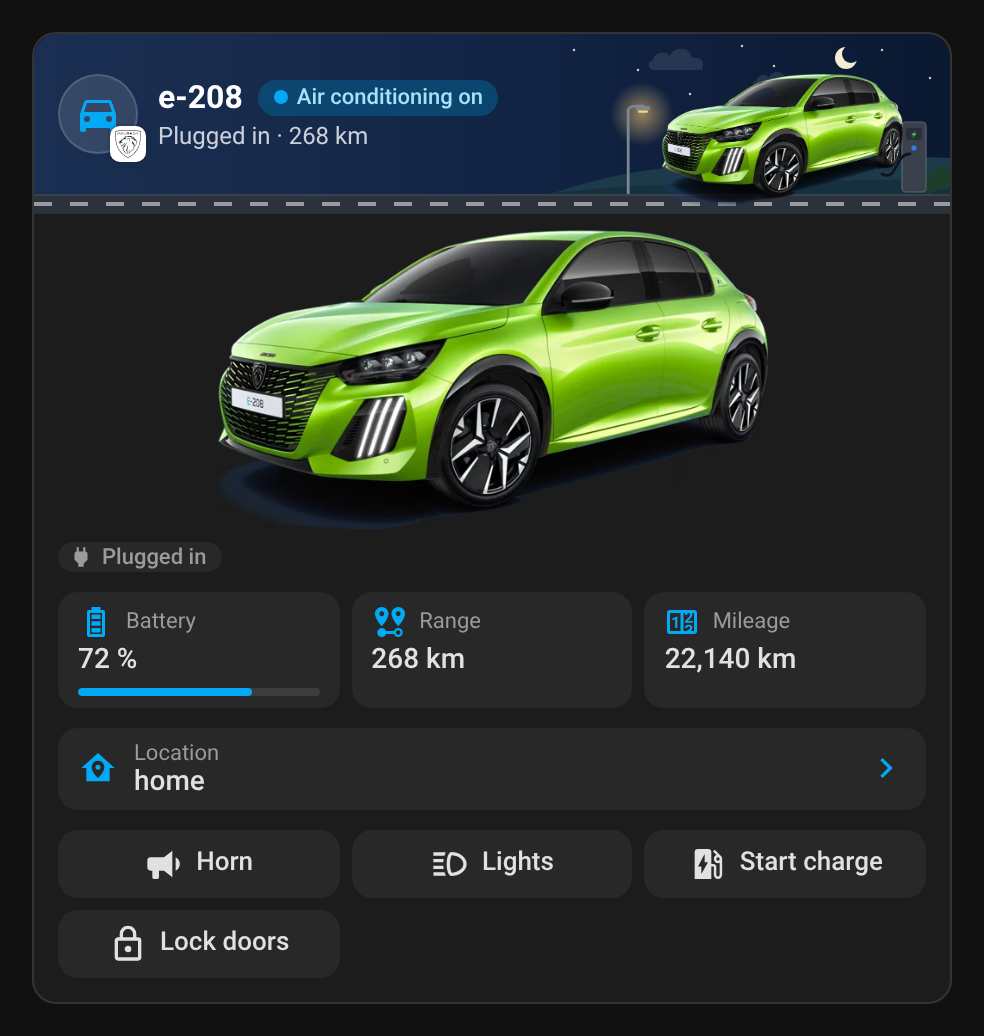 e-208
Air conditioning on
Plugged in · 268 km
E-208
Plugged in
Battery
72 %
Range
268 km
Mileage
22,140 km
Location
home
Horn
Lights
Start charge
Lock doors